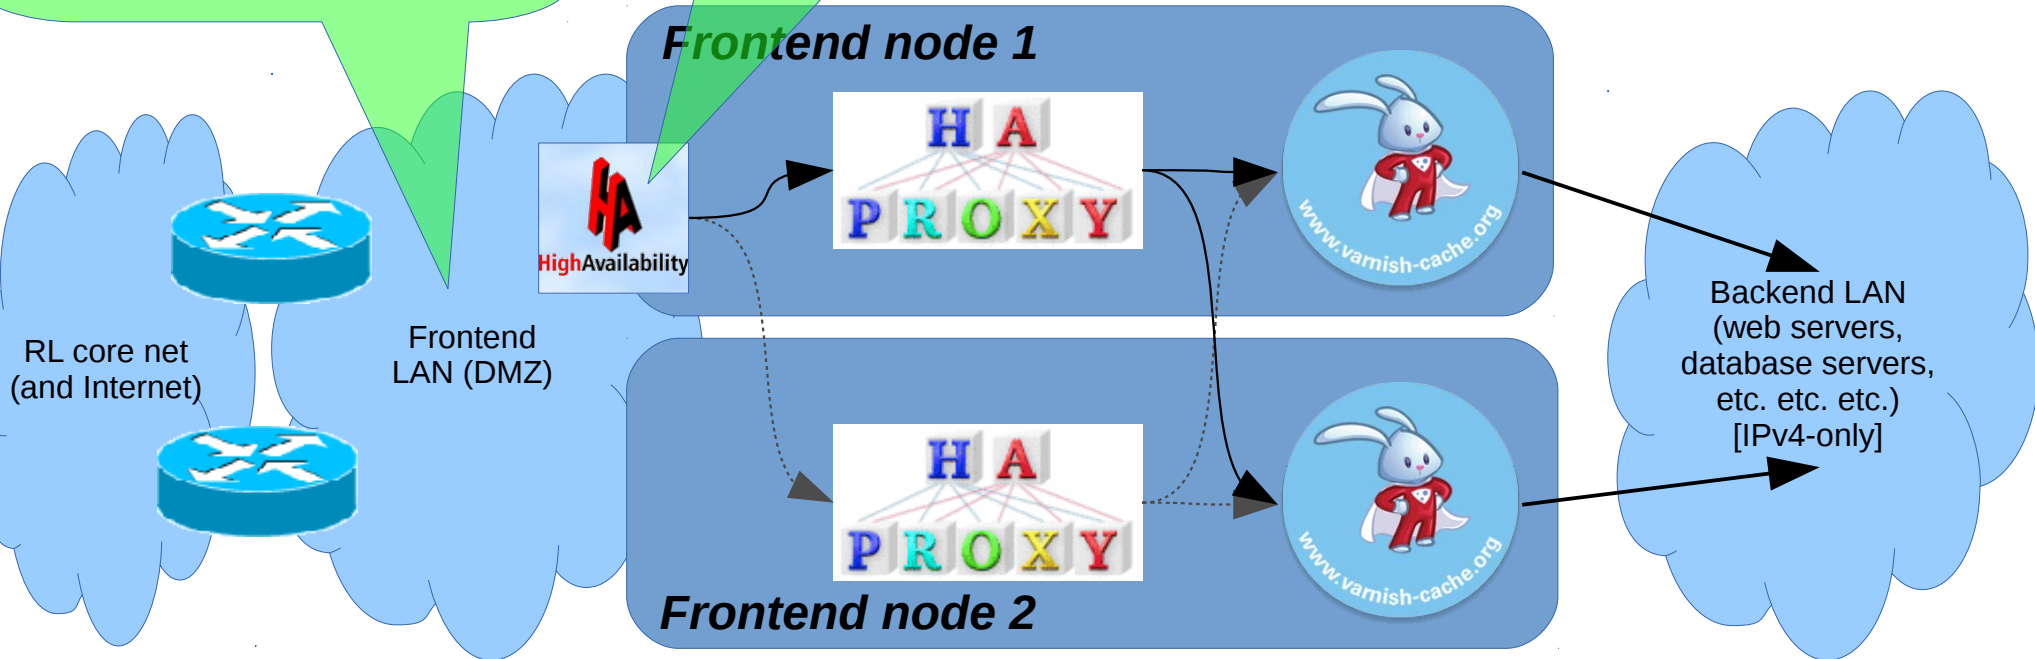 Frontend node 1
HA
PROXY
www.varnish-cache.org
HA
HighAvailability
RL core net
(and Internet)
Frontend
LAN (DMZ)
Backend LAN
(web servers,
database servers,
etc. etc. etc.)
[IPv4-only]
HA
PROXY
www.varnish-cache.org
Frontend node 2